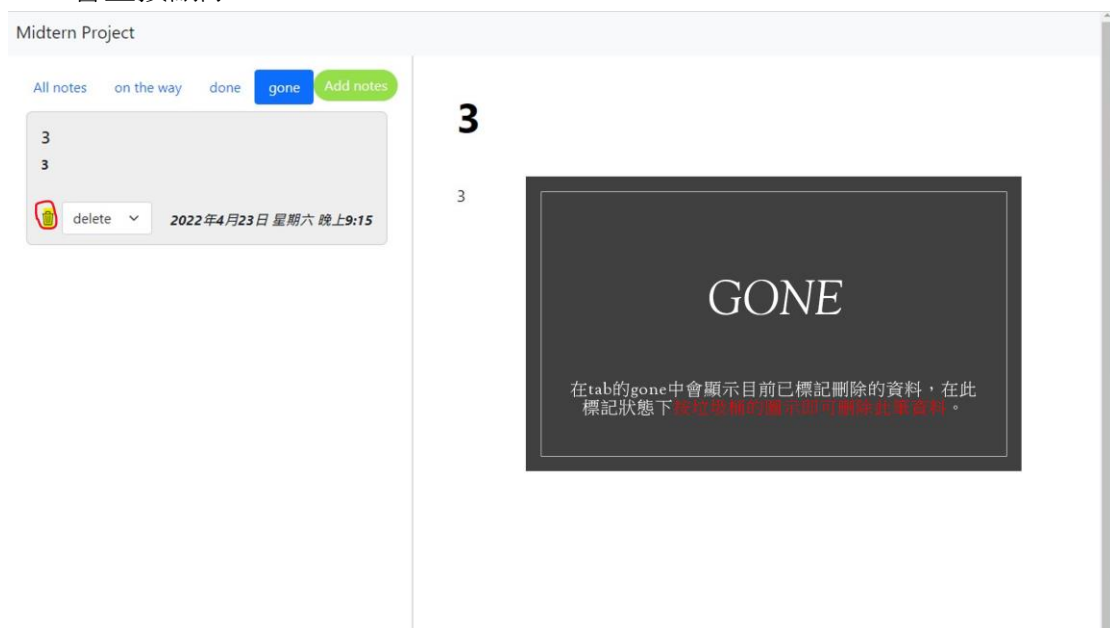 Midtern Project
All notes on the way done gone Add notes
3
3
delete 2022年4月23日 星期六 晚上9:15
3
3
GONE
在tab的gone中會顯示目前已標記刪除的資料，在此
標記狀態下按垃圾桶的圖示即可刪除此筆資料。